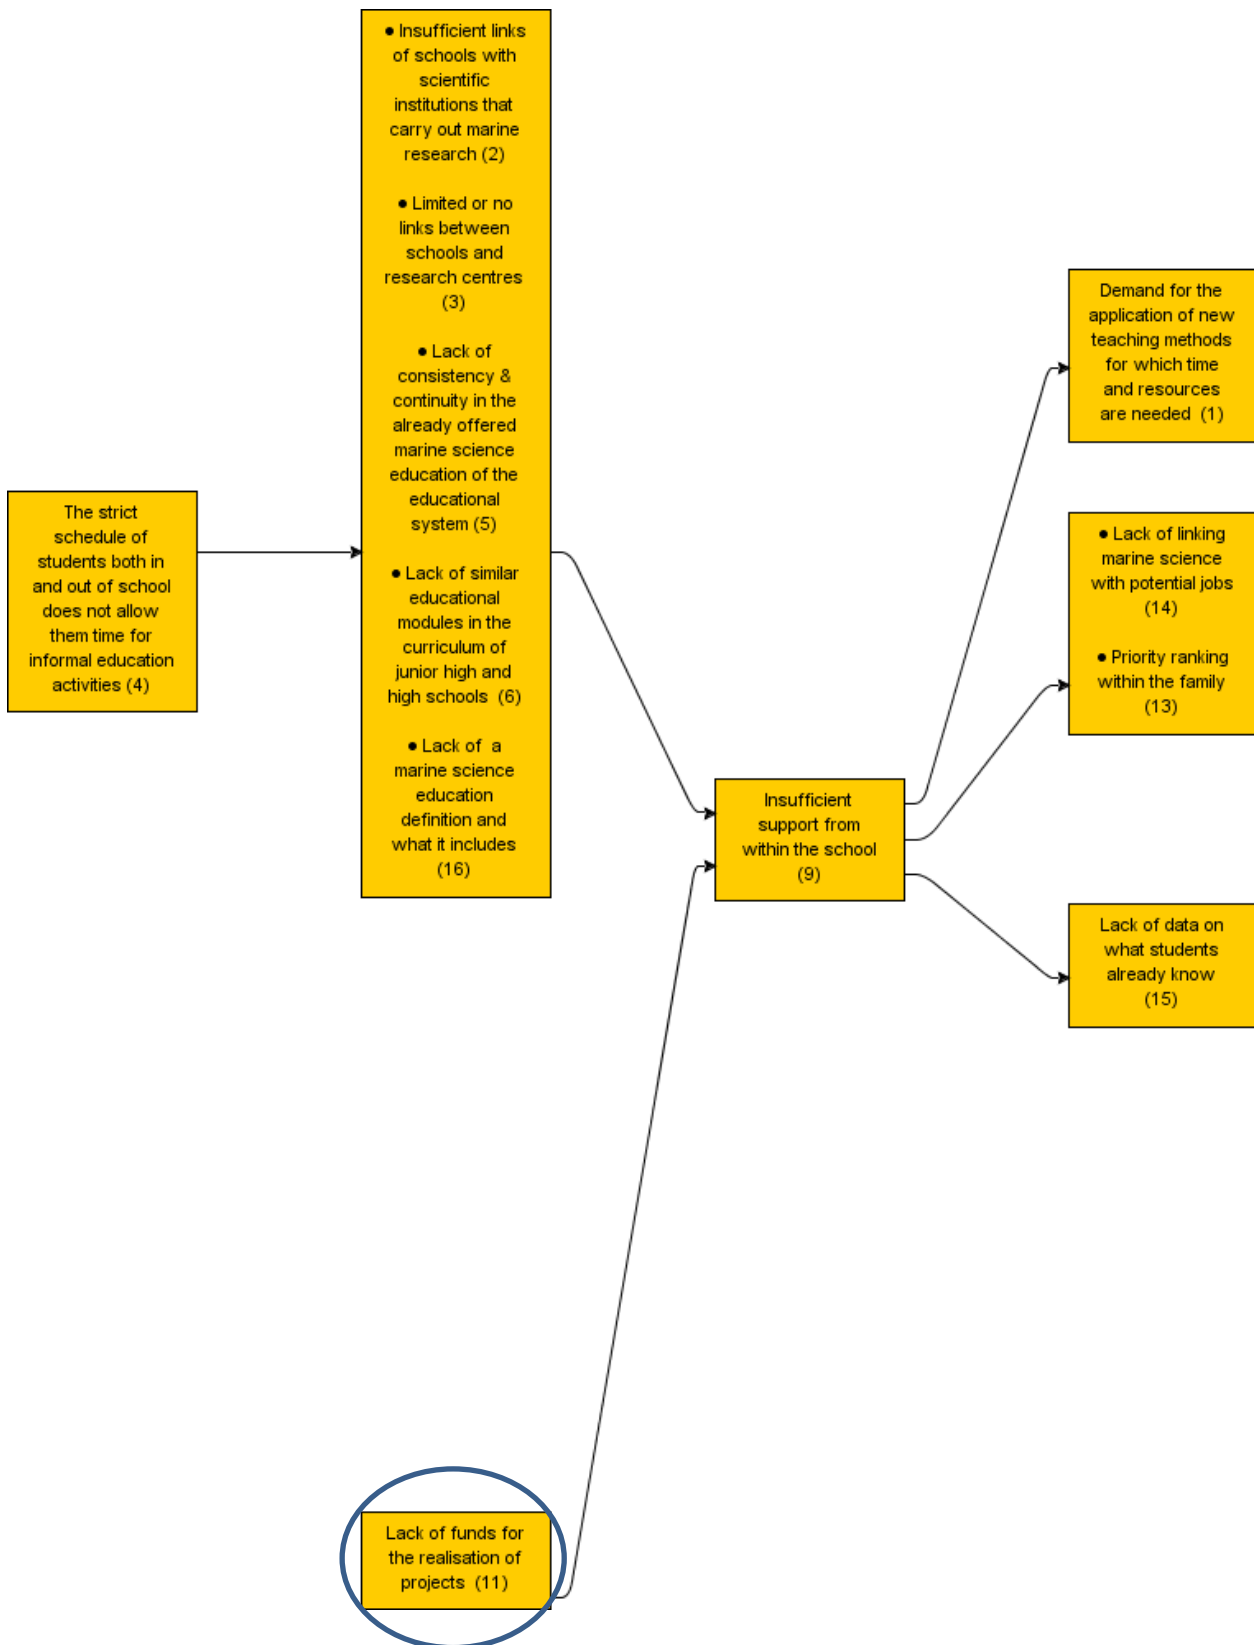 The strict
schedule of
students both in
and out of school
does not allow
them time for
informal education
activities (4)
● Insufficient links
of schools with
scientific
institutions that
carry out marine
research (2)
● Limited or no
links between
schools and
research centres
(3)
● Lack of
consistency &
continuity in the
already offered
marine science
education of the
educational
system (5)
● Lack of similar
educational
modules in the
curriculum of
junior high and
high schools (6)
● Lack of a
marine science
education
definition and
what it includes
(16)
Lack of funds for
the realisation of
projects (11)
Insufficient
support from
within the school
(9)
Demand for the
application of new
teaching methods
for which time
and resources
are needed (1)
● Lack of linking
marine science
with potential jobs
(14)
● Priority ranking
within the family
(13)
Lack of data on
what students
already know
(15)